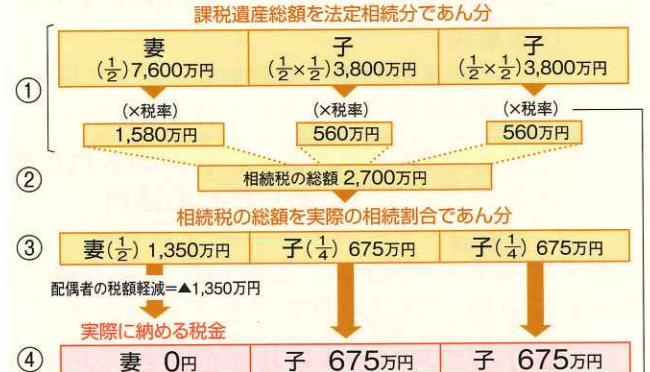 課税遺産総額を法定相続分であん分
①
妻 子 子
(1/2)7,600万円 (1/2×1/2)3,800万円 (1/2×1/2)3,800万円
(×税率) (×税率) (×税率)
1,580万円 560万円 560万円
② 相続税の総額 2,700万円
相続税の総額を実際の相続割合であん分
③ 妻(1/2) 1,350万円 子(1/4) 675万円 子(1/4) 675万円
配偶者の税額軽減=▲1,350万円
実際に納める税金
④ 妻 0円 子 675万円 子 675万円